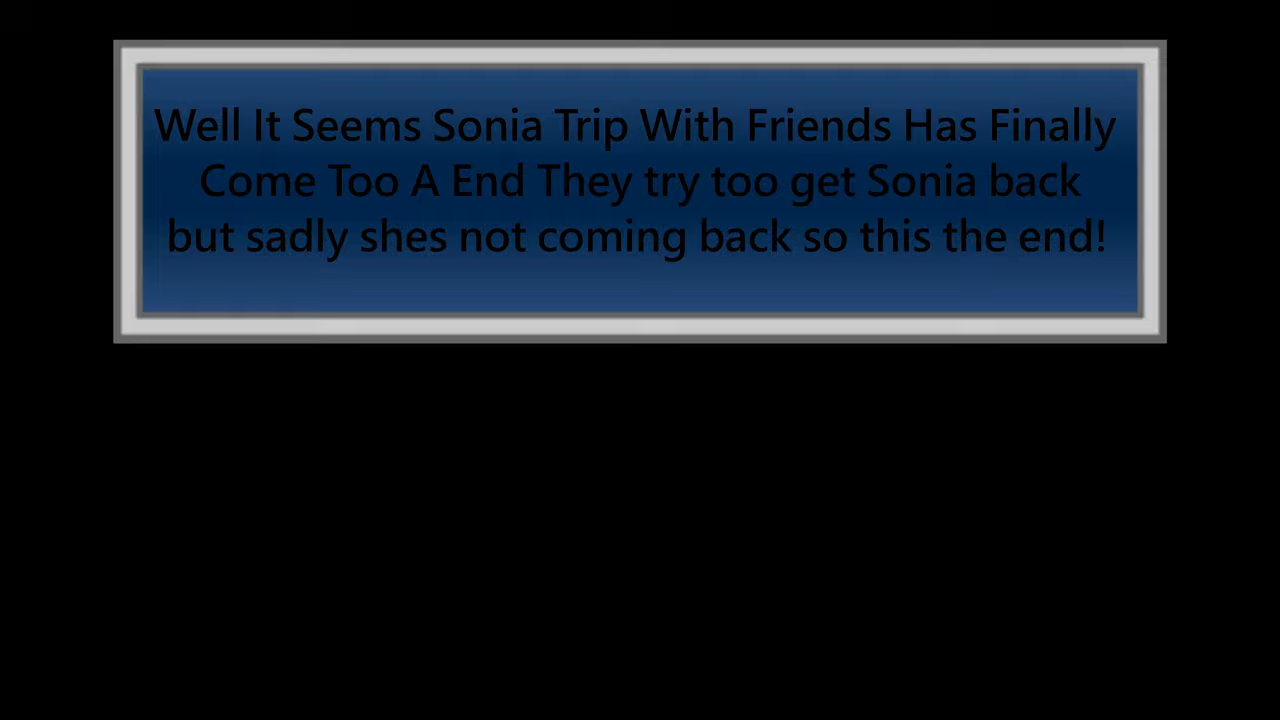 Well It Seems Sonia Trip With Friends Has Finally
Come Too A End They try too get Sonia back
but sadly shes not coming back so this the end!